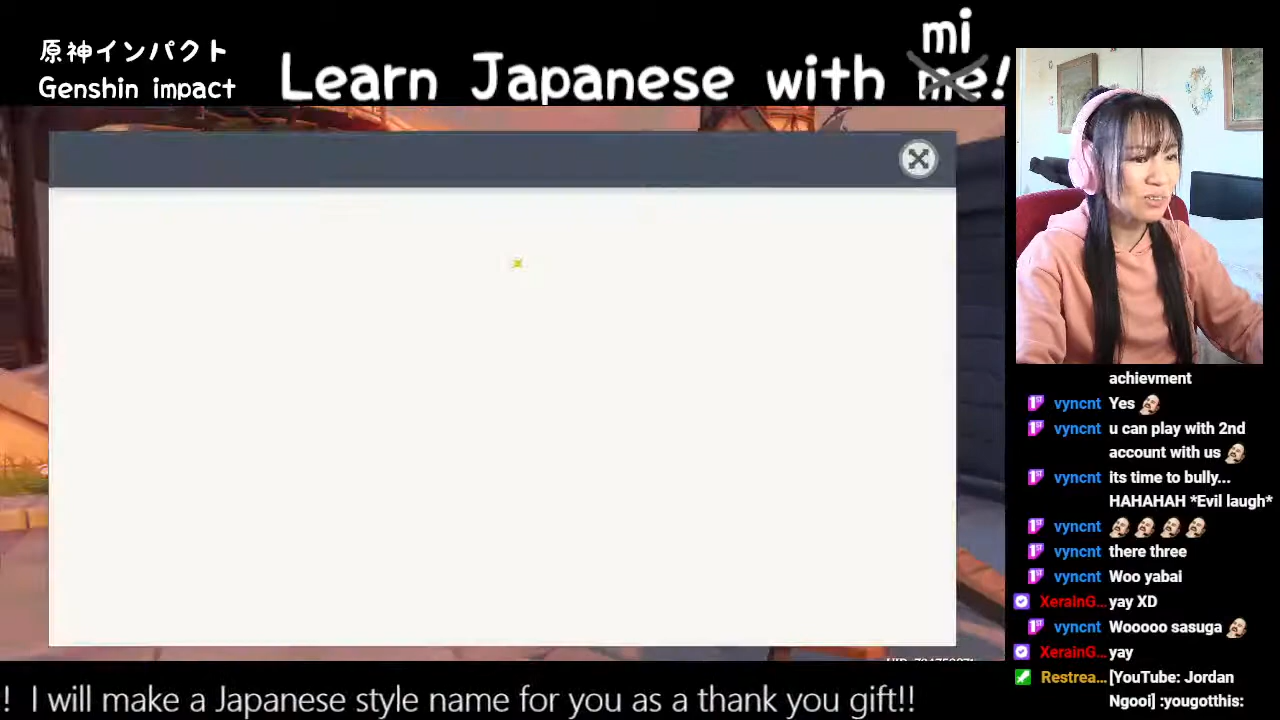 原神インパクト
Genshin impact
mi
Learn Japanese with me!
achievment
vyncnt Yes
vyncnt u can play with 2nd
account with us
vyncnt its time to bully...
HAHAHAH *Evil laugh*
vyncnt
vyncnt there three
vyncnt Woo yabai
XerainG... yay XD
vyncnt Wooooo sasuga
XerainG... yay
Restrea... [YouTube: Jordan
Ngooi] :yougotthis:
! I will make a Japanese style name for you as a thank you gift!!